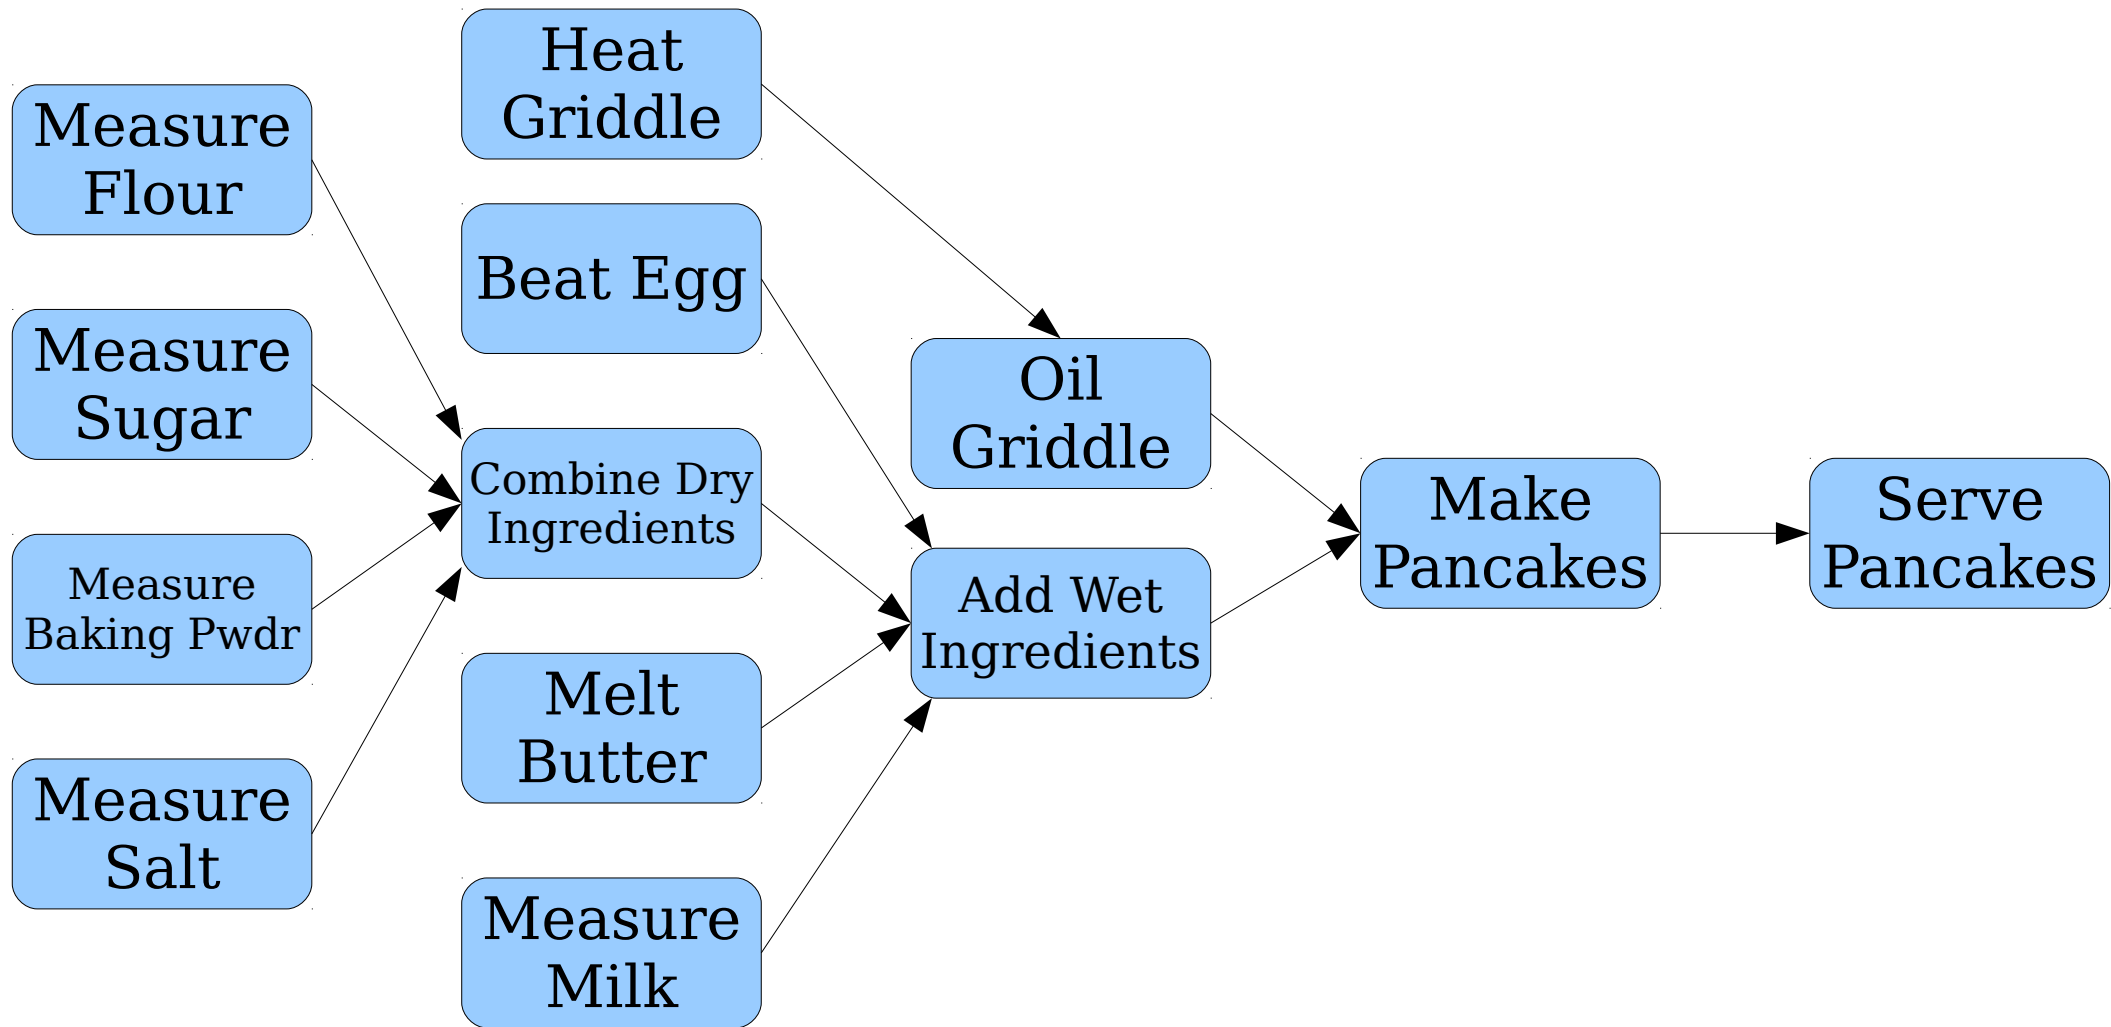 Measure
Flour
Measure
Sugar
Measure
Baking Pwdr
Measure
Salt
Heat
Griddle
Beat Egg
Combine Dry
Ingredients
Melt
Butter
Measure
Milk
Oil
Griddle
Add Wet
Ingredients
Make
Pancakes
Serve
Pancakes